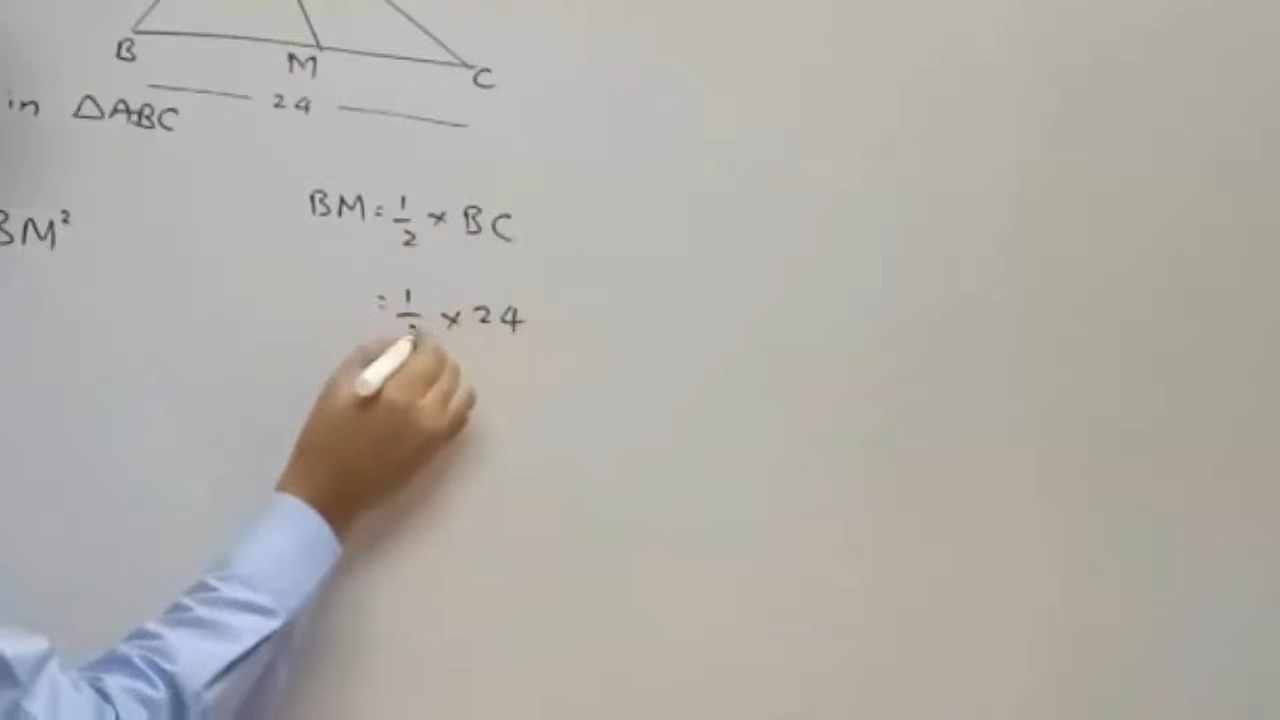 B
M
C
24
in △ABC
BM²
BM = 1/2 × BC
= 1/2 × 24